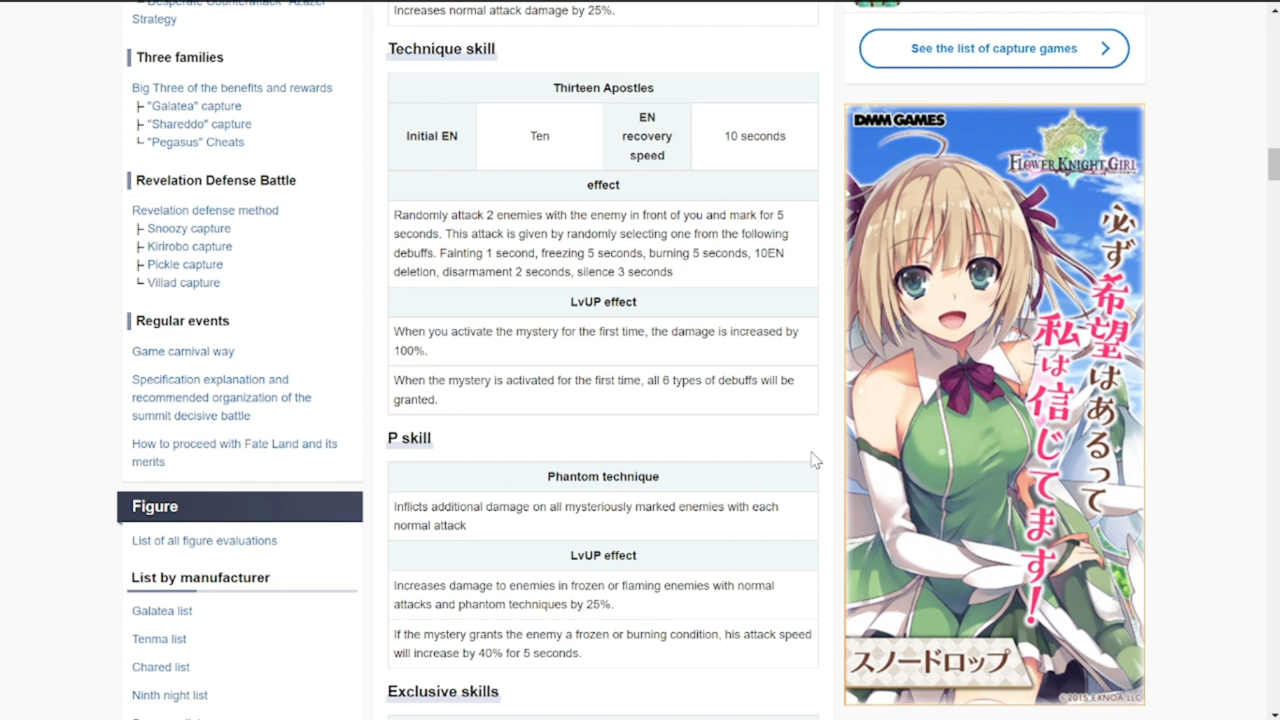 Desperate Counterattack "Azazel"
Strategy
Three families
Big Three of the benefits and rewards
├ "Galatea" capture
├ "Shareddo" capture
└ "Pegasus" Cheats
Revelation Defense Battle
Revelation defense method
├ Snoozy capture
├ Kirirobo capture
├ Pickle capture
└ Villad capture
Regular events
Game carnival way
Specification explanation and
recommended organization of the
summit decisive battle
How to proceed with Fate Land and its
merits
Figure
List of all figure evaluations
List by manufacturer
Galatea list
Tenma list
Chared list
Ninth night list
Increases normal attack damage by 25%.
Technique skill
Thirteen Apostles
Initial EN
Ten
EN
recovery
speed
10 seconds
effect
Randomly attack 2 enemies with the enemy in front of you and mark for 5
seconds. This attack is given by randomly selecting one from the following
debuffs. Fainting 1 second, freezing 5 seconds, burning 5 seconds, 10EN
deletion, disarmament 2 seconds, silence 3 seconds
LvUP effect
When you activate the mystery for the first time, the damage is increased by
100%.
When the mystery is activated for the first time, all 6 types of debuffs will be
granted.
P skill
Phantom technique
Inflicts additional damage on all mysteriously marked enemies with each
normal attack
LvUP effect
Increases damage to enemies in frozen or flaming enemies with normal
attacks and phantom techniques by 25%.
If the mystery grants the enemy a frozen or burning condition, his attack speed
will increase by 40% for 5 seconds.
Exclusive skills
See the list of capture games
DMM GAMES
FLOWER KNIGHT GIRL
必ず希望はあるって
私は信じてます!
スノードロップ
©2015 EXNOA LLC